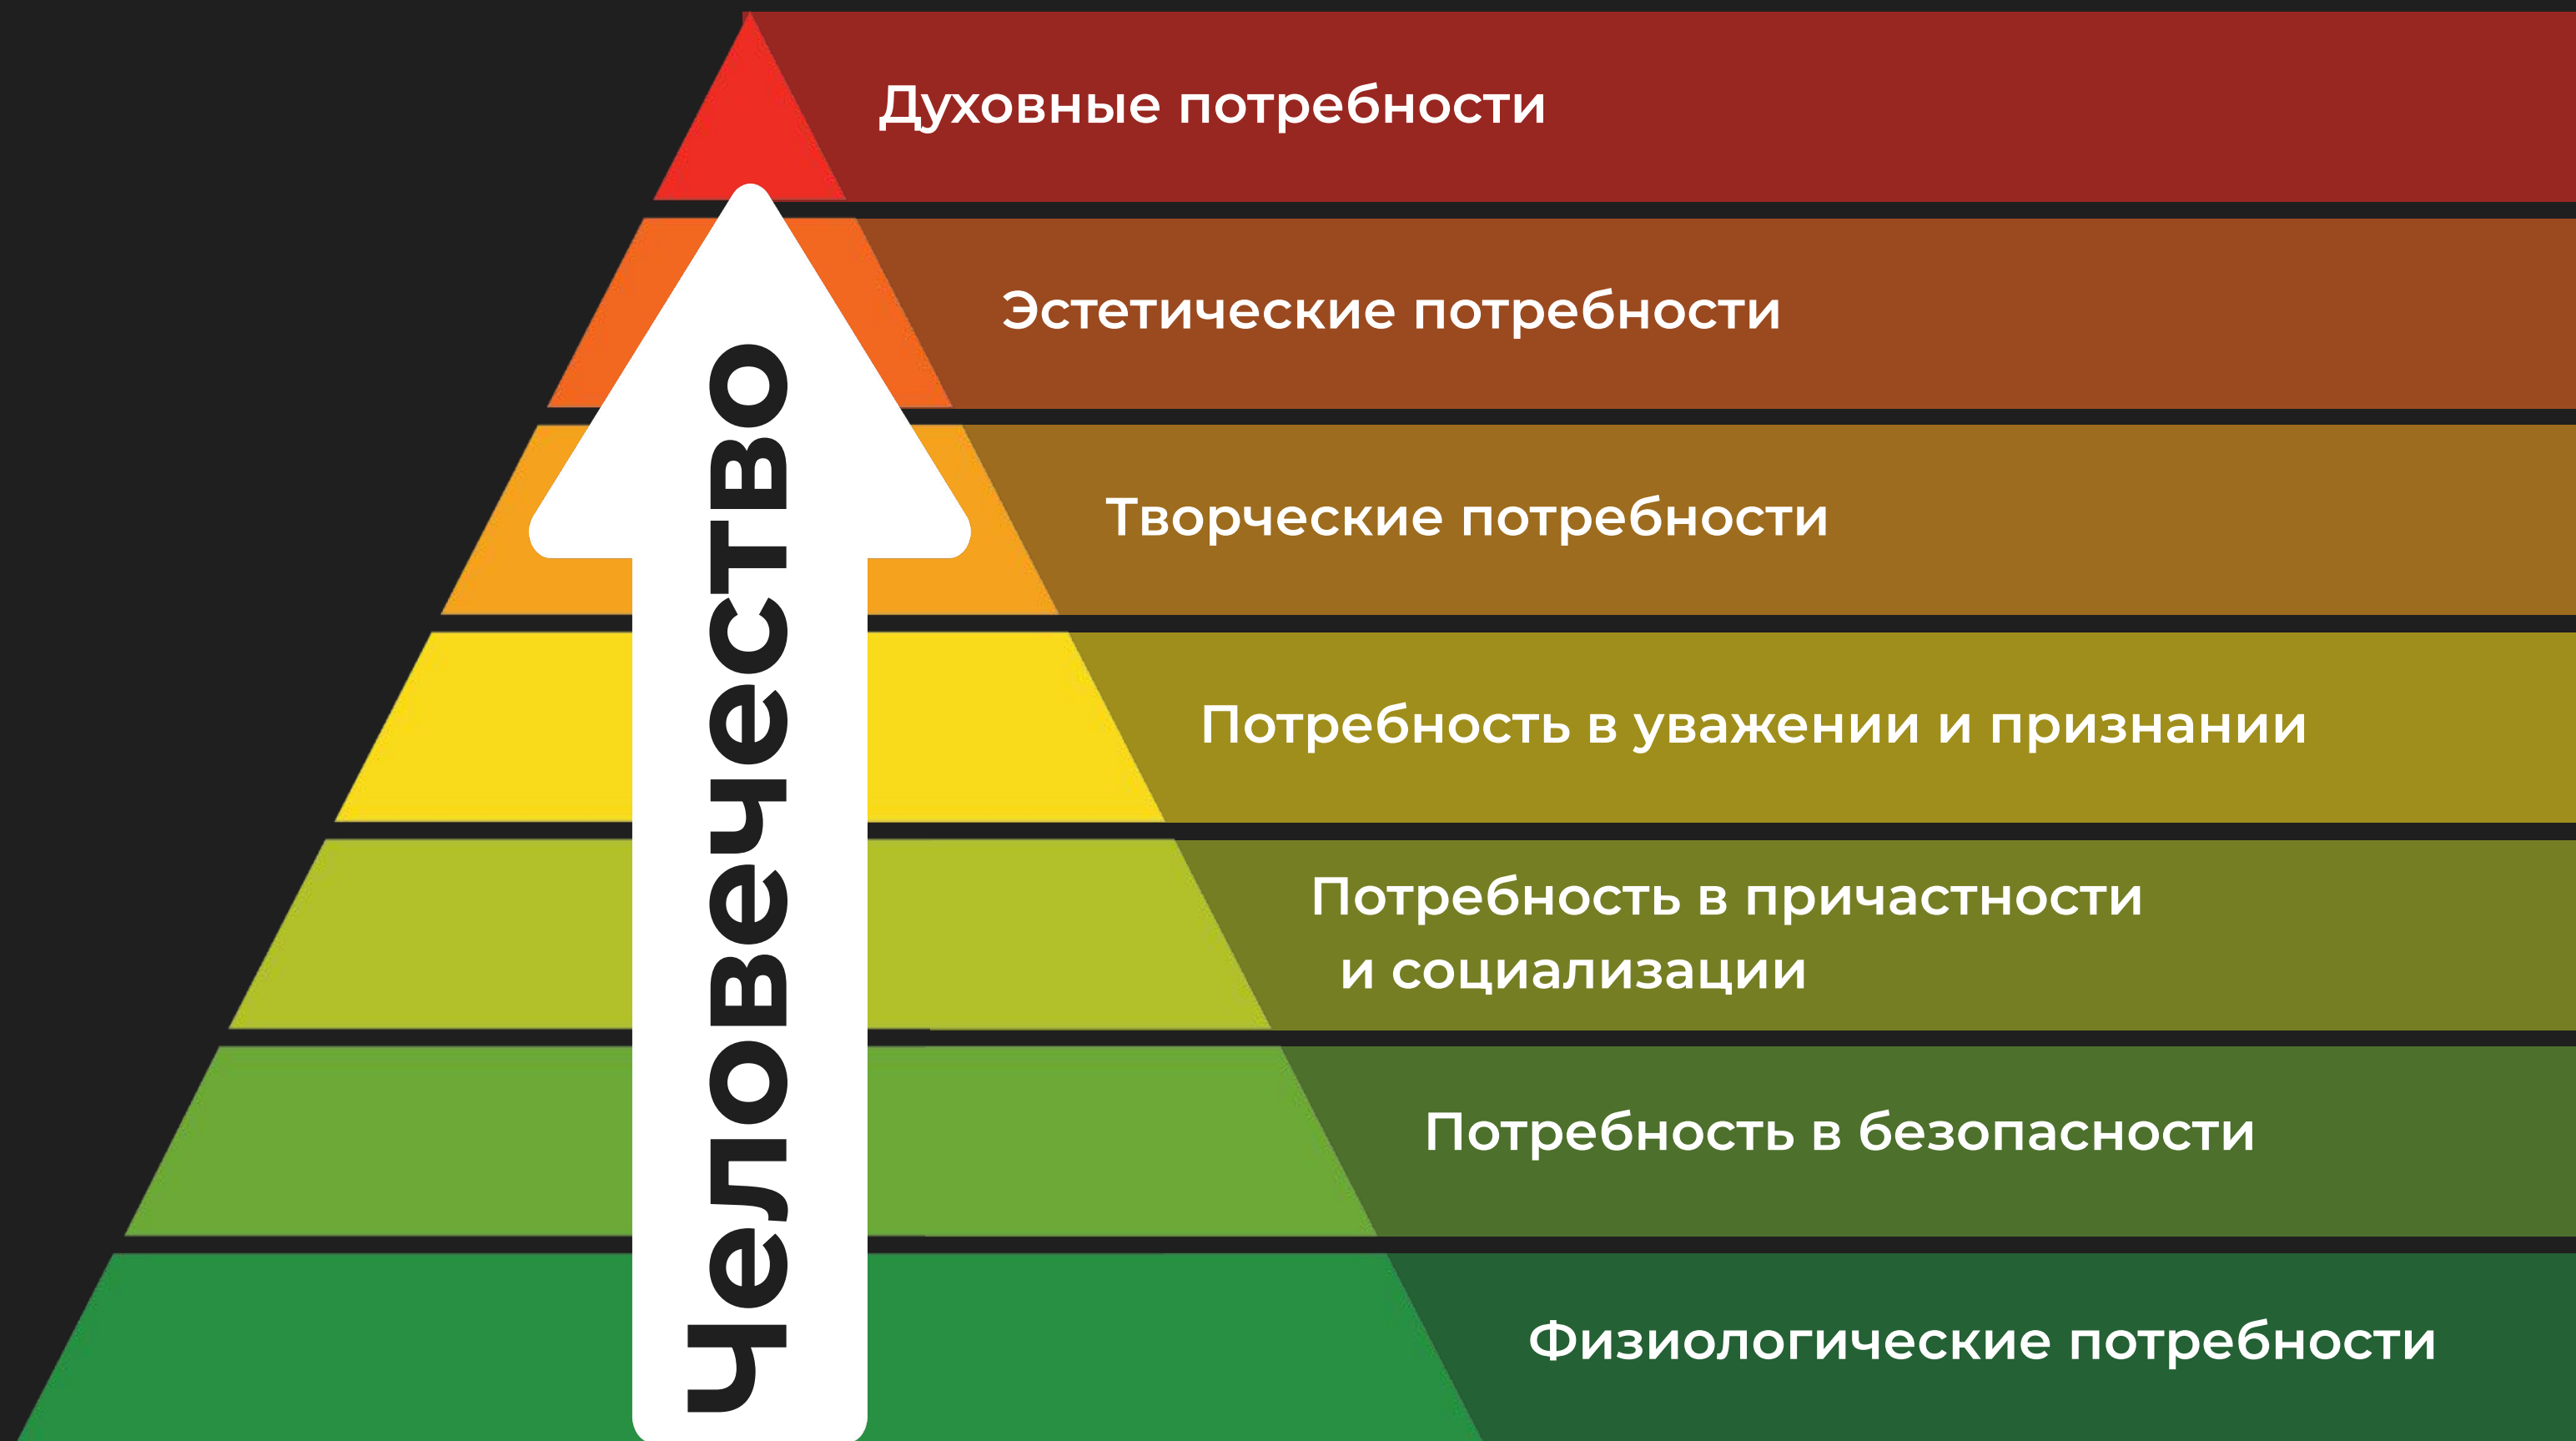 Духовные потребности
Эстетические потребности
Творческие потребности
Потребность в уважении и признании
Потребность в причастности
и социализации
Потребность в безопасности
Физиологические потребности
Человечество